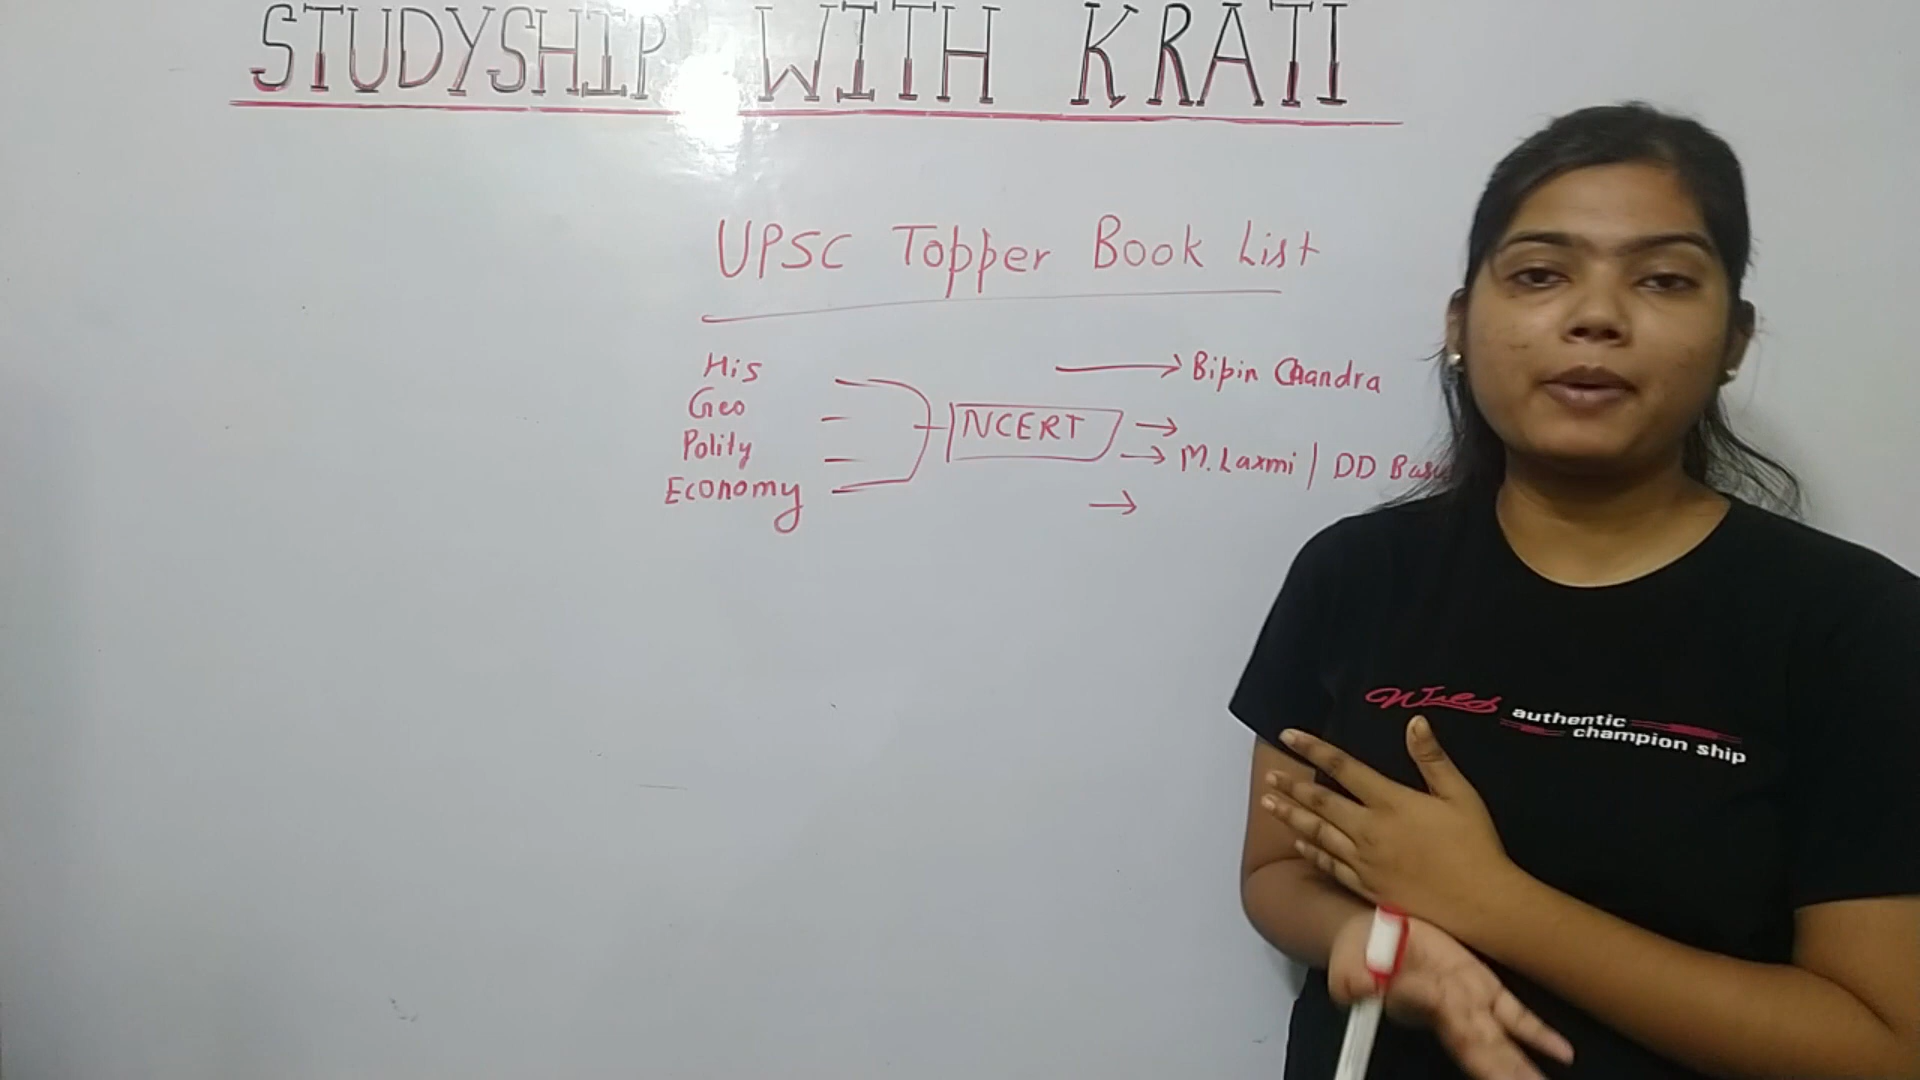 STUDYSHIP WITH KRATI
UPSC Topper Book List
His → Bipin Chandra
Geo
NCERT →
Polity → M. Laxmi / DD Basu
Economy →
authentic
champion ship